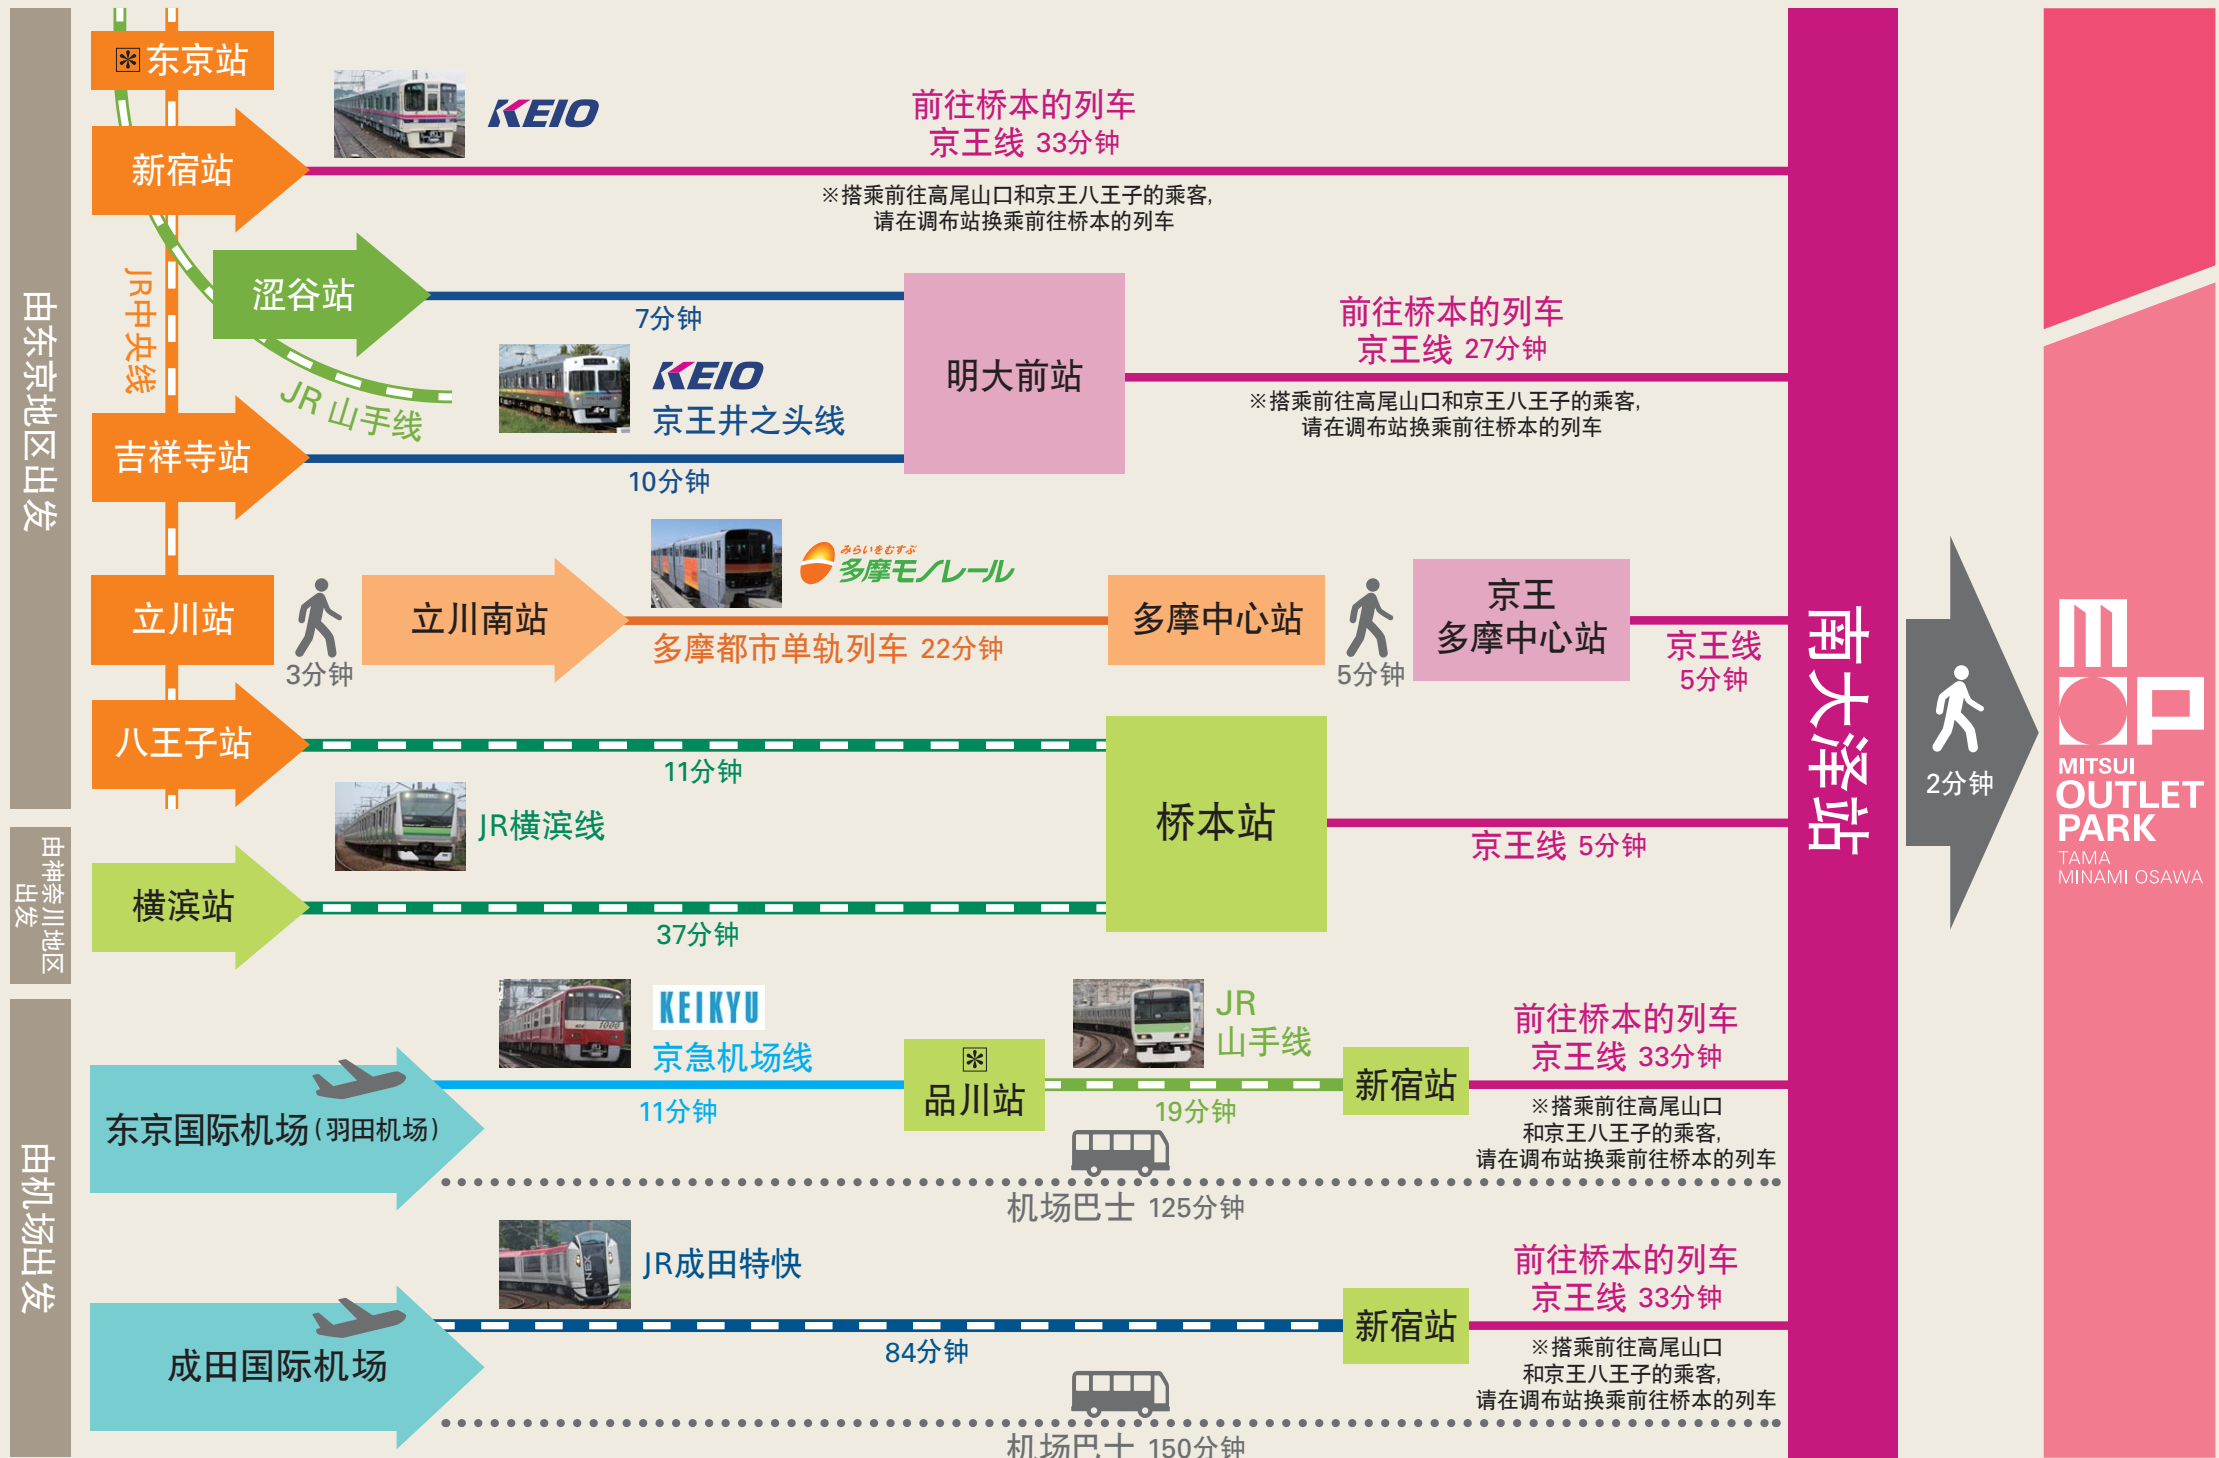 由东京地区出发
东京站
新宿站
KEIO
前往桥本的列车
京王线 33分钟
※搭乘前往高尾山口和京王八王子的乘客,
请在调布站换乘前往桥本的列车
JR中央线
涩谷站
JR 山手线
7分钟
KEIO
京王井之头线
吉祥寺站
10分钟
明大前站
前往桥本的列车
京王线 27分钟
※搭乘前往高尾山口和京王八王子的乘客,
请在调布站换乘前往桥本的列车
立川站
3分钟
立川南站
みらいをむすぶ
多摩モノレール
多摩都市单轨列车 22分钟
多摩中心站
5分钟
京王
多摩中心站
京王线
5分钟
八王子站
11分钟
JR横滨线
由神奈川地区
出发
横滨站
37分钟
桥本站
京王线 5分钟
由机场出发
东京国际机场(羽田机场)
KEIKYU
京急机场线
11分钟
品川站
JR
山手线
19分钟
新宿站
前往桥本的列车
京王线 33分钟
※搭乘前往高尾山口
和京王八王子的乘客,
请在调布站换乘前往桥本的列车
机场巴士 125分钟
成田国际机场
JR成田特快
84分钟
新宿站
前往桥本的列车
京王线 33分钟
※搭乘前往高尾山口
和京王八王子的乘客,
请在调布站换乘前往桥本的列车
机场巴士 150分钟
南大泽站
2分钟
MOP
MITSUI
OUTLET
PARK
TAMA
MINAMI OSAWA